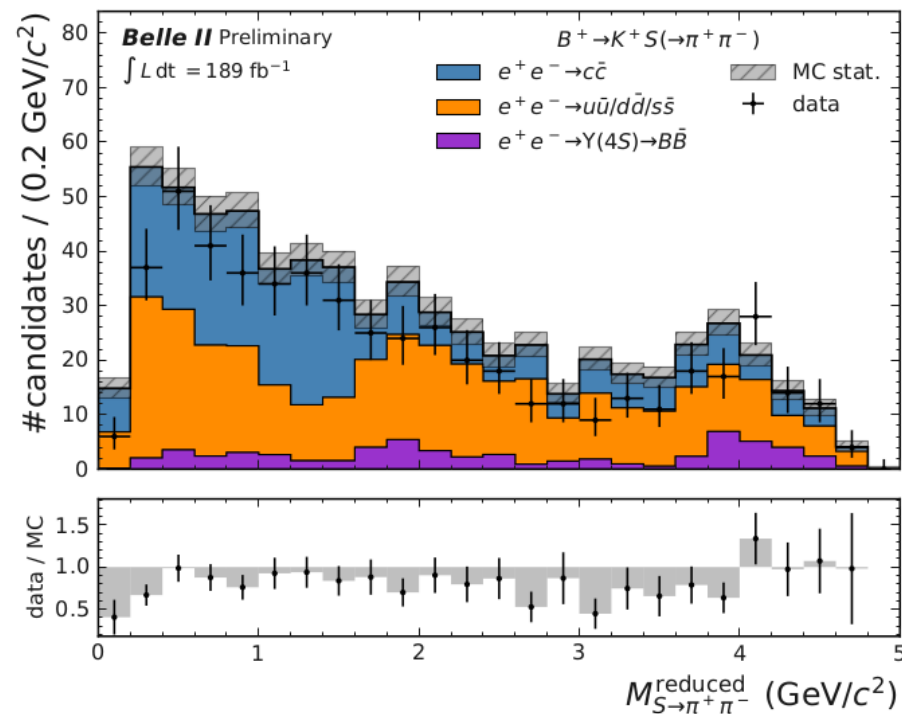 Belle II Preliminary
∫ L dt = 189 fb⁻¹
B⁺→K⁺S(→π⁺π⁻)
e⁺e⁻→cc̄
e⁺e⁻→uū/dd̄/ss̄
e⁺e⁻→Υ(4S)→BB̄
MC stat.
data
#candidates / (0.2 GeV/c²)
80
70
60
50
40
30
20
10
0
data / MC
1.5
1.0
0.5
0 1 2 3 4 5
M^reduced_S→π⁺π⁻ (GeV/c²)